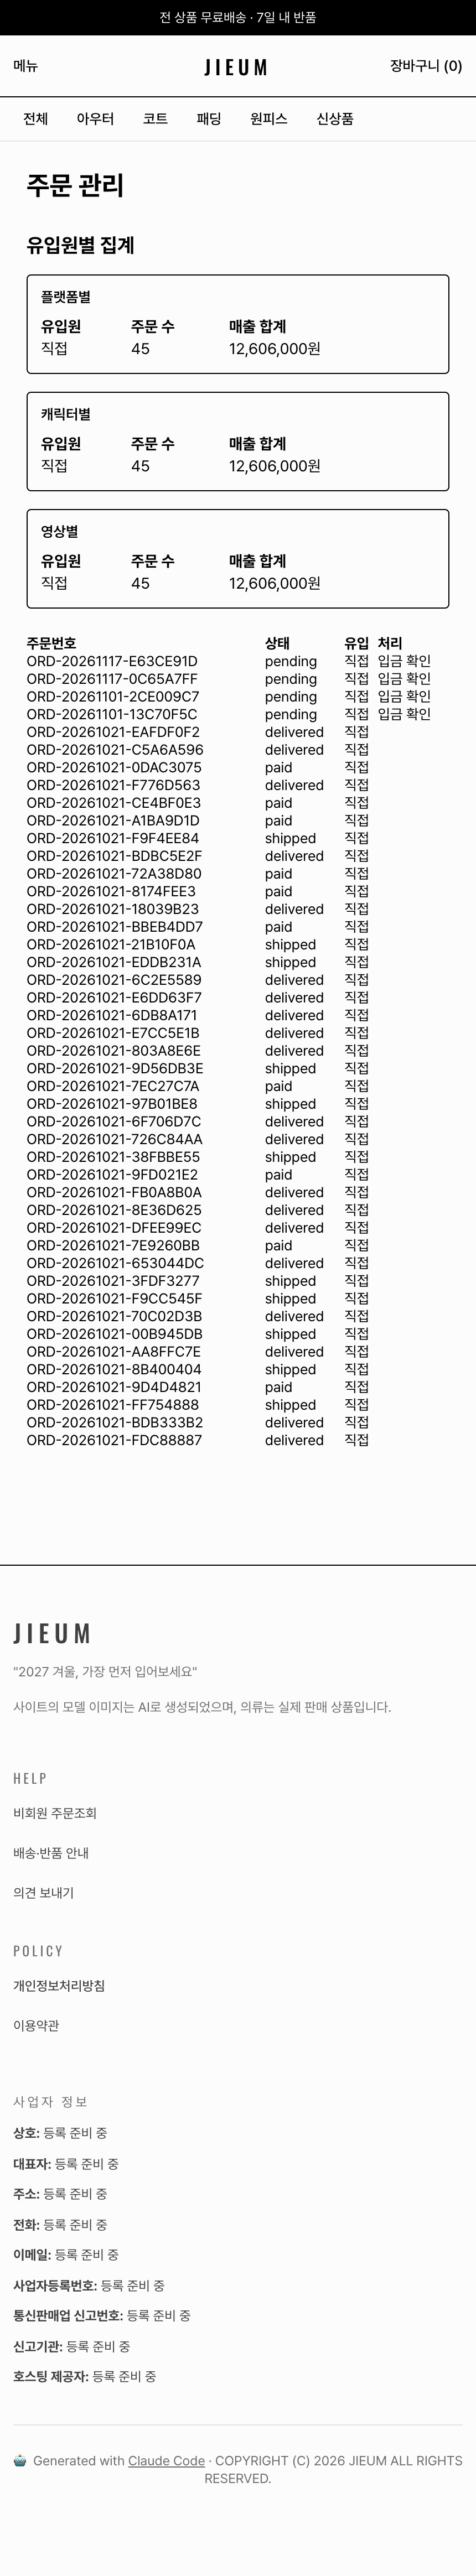 전 상품 무료배송 · 7일 내 반품
메뉴 JIEUM 장바구니 (0)
전체 아우터 코트 패딩 원피스 신상품
주문 관리
유입원별 집계
플랫폼별
유입원 주문 수 매출 합계
직접 45 12,606,000원
캐릭터별
유입원 주문 수 매출 합계
직접 45 12,606,000원
영상별
유입원 주문 수 매출 합계
직접 45 12,606,000원
주문번호 상태 유입 처리
ORD-20261117-E63CE91D pending 직접 입금 확인
ORD-20261117-0C65A7FF pending 직접 입금 확인
ORD-20261101-2CE009C7 pending 직접 입금 확인
ORD-20261101-13C70F5C pending 직접 입금 확인
ORD-20261021-EAFDF0F2 delivered 직접
ORD-20261021-C5A6A596 delivered 직접
ORD-20261021-0DAC3075 paid 직접
ORD-20261021-F776D563 delivered 직접
ORD-20261021-CE4BF0E3 paid 직접
ORD-20261021-A1BA9D1D paid 직접
ORD-20261021-F9F4EE84 shipped 직접
ORD-20261021-BDBC5E2F delivered 직접
ORD-20261021-72A38D80 paid 직접
ORD-20261021-8174FEE3 paid 직접
ORD-20261021-18039B23 delivered 직접
ORD-20261021-BBEB4DD7 paid 직접
ORD-20261021-21B10F0A shipped 직접
ORD-20261021-EDDB231A shipped 직접
ORD-20261021-6C2E5589 delivered 직접
ORD-20261021-E6DD63F7 delivered 직접
ORD-20261021-6DB8A171 delivered 직접
ORD-20261021-E7CC5E1B delivered 직접
ORD-20261021-803A8E6E delivered 직접
ORD-20261021-9D56DB3E shipped 직접
ORD-20261021-7EC27C7A paid 직접
ORD-20261021-97B01BE8 shipped 직접
ORD-20261021-6F706D7C delivered 직접
ORD-20261021-726C84AA delivered 직접
ORD-20261021-38FBBE55 shipped 직접
ORD-20261021-9FD021E2 paid 직접
ORD-20261021-FB0A8B0A delivered 직접
ORD-20261021-8E36D625 delivered 직접
ORD-20261021-DFEE99EC delivered 직접
ORD-20261021-7E9260BB paid 직접
ORD-20261021-653044DC delivered 직접
ORD-20261021-3FDF3277 shipped 직접
ORD-20261021-F9CC545F shipped 직접
ORD-20261021-70C02D3B delivered 직접
ORD-20261021-00B945DB shipped 직접
ORD-20261021-AA8FFC7E delivered 직접
ORD-20261021-8B400404 shipped 직접
ORD-20261021-9D4D4821 paid 직접
ORD-20261021-FF754888 shipped 직접
ORD-20261021-BDB333B2 delivered 직접
ORD-20261021-FDC88887 delivered 직접
JIEUM
"2027 겨울, 가장 먼저 입어보세요"
사이트의 모델 이미지는 AI로 생성되었으며, 의류는 실제 판매 상품입니다.
HELP
비회원 주문조회
배송·반품 안내
의견 보내기
POLICY
개인정보처리방침
이용약관
사업자 정보
상호: 등록 준비 중
대표자: 등록 준비 중
주소: 등록 준비 중
전화: 등록 준비 중
이메일: 등록 준비 중
사업자등록번호: 등록 준비 중
통신판매업 신고번호: 등록 준비 중
신고기관: 등록 준비 중
호스팅 제공자: 등록 준비 중
🤖 Generated with Claude Code · COPYRIGHT (C) 2026 JIEUM ALL RIGHTS
RESERVED.